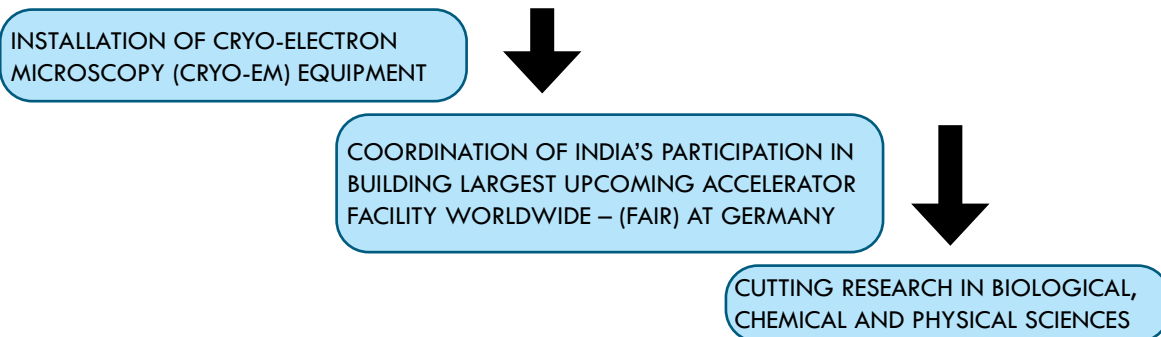 INSTALLATION OF CRYO-ELECTRON
MICROSCOPY (CRYO-EM) EQUIPMENT
COORDINATION OF INDIA’S PARTICIPATION IN
BUILDING LARGEST UPCOMING ACCELERATOR
FACILITY WORLDWIDE – (FAIR) AT GERMANY
CUTTING RESEARCH IN BIOLOGICAL,
CHEMICAL AND PHYSICAL SCIENCES